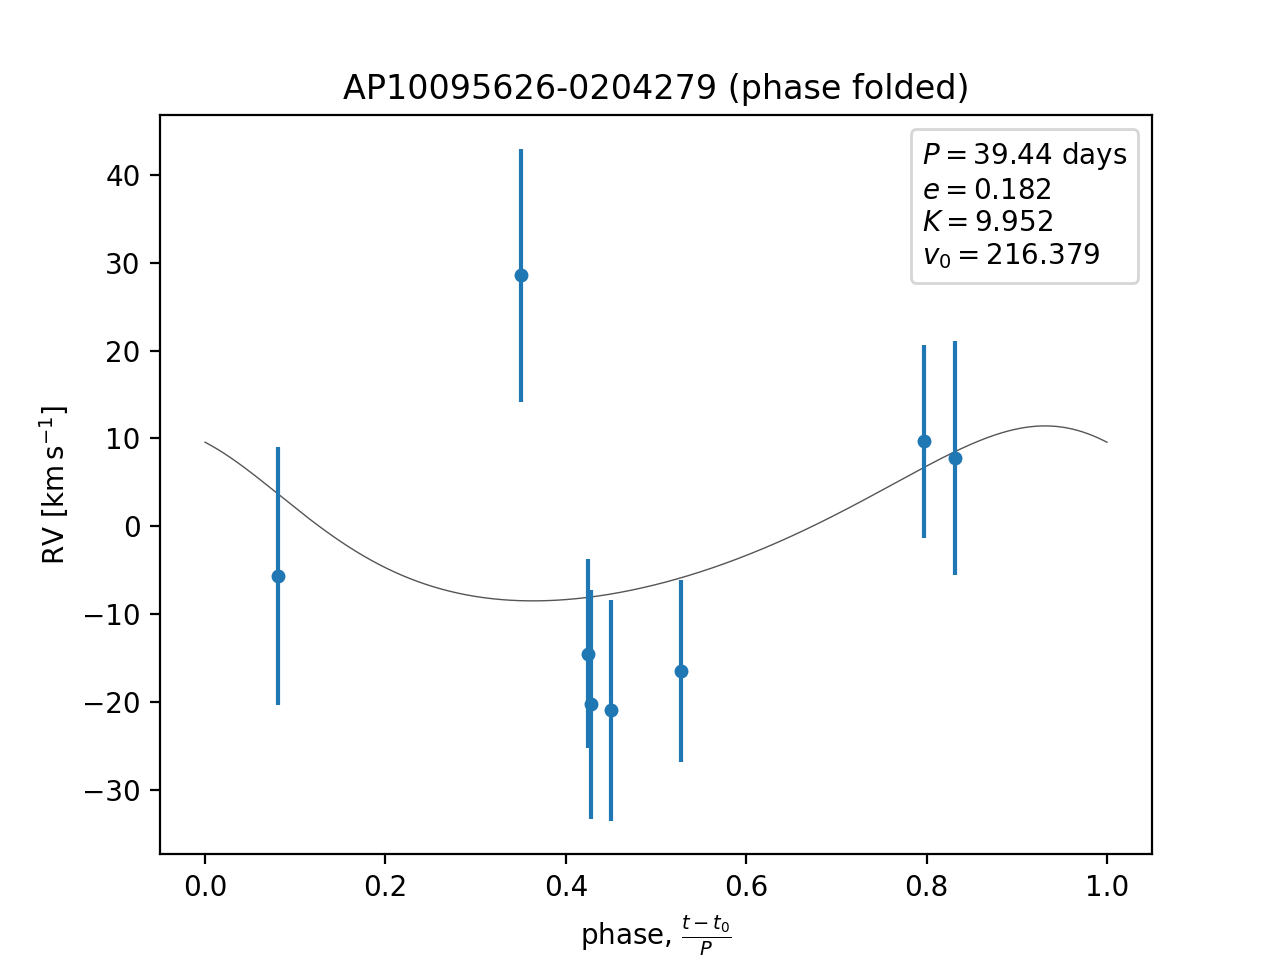 AP10095626-0204279 (phase folded)
P = 39.44 days
e = 0.182
K = 9.952
v₀ = 216.379
40
30
20
10
0
−10
−20
−30
RV [km s⁻¹]
0.0 0.2 0.4 0.6 0.8 1.0
phase, (t − t₀)/P